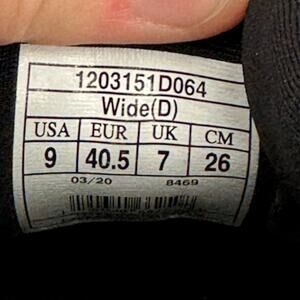 1203151D064
Wide(D)
USA EUR UK CM
9 40.5 7 26
03/20 8469